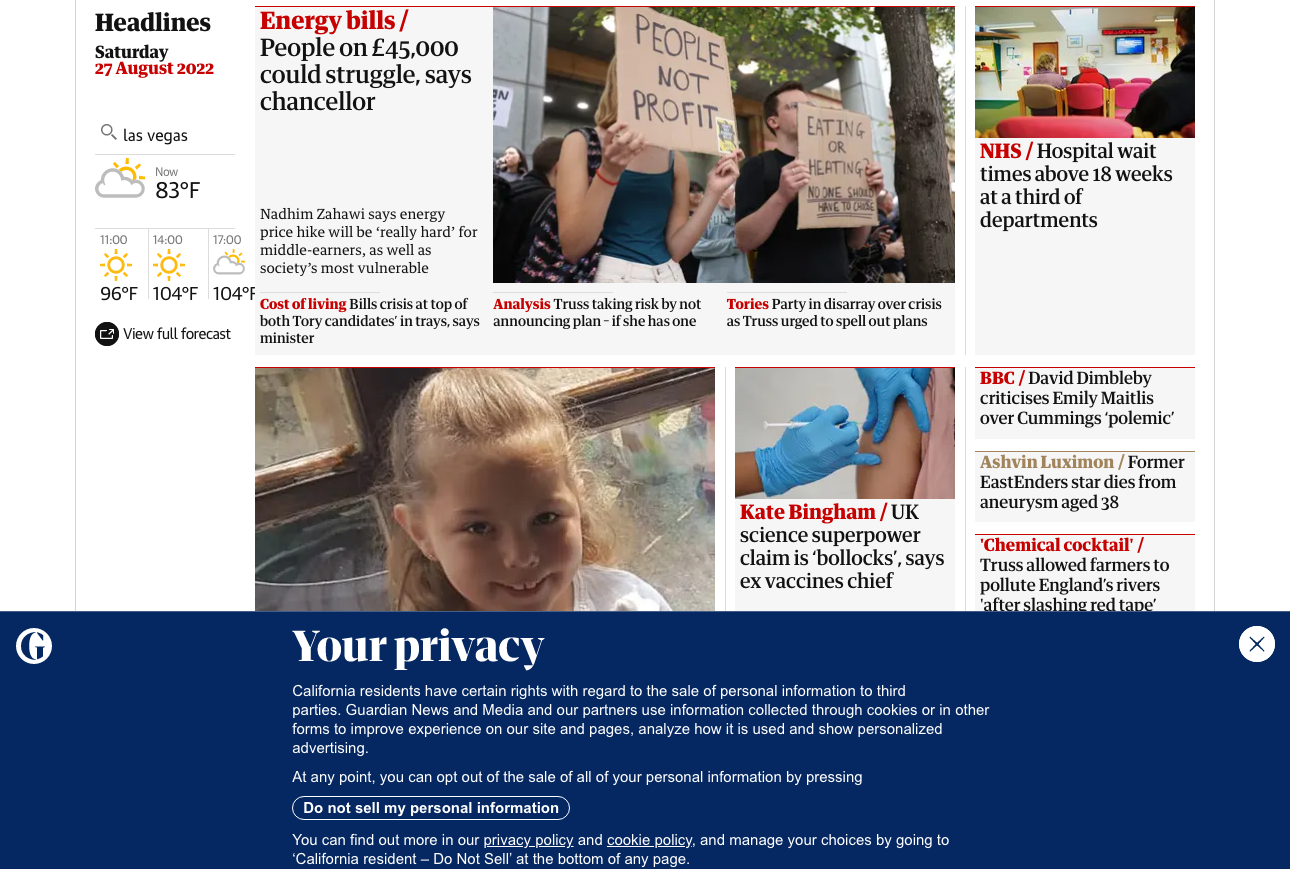 Headlines
Saturday
27 August 2022
las vegas
Now
83°F
11:00
14:00
17:00
96°F
104°F
104°F
View full forecast
Energy bills /
People on £45,000
could struggle, says
chancellor
Nadhim Zahawi says energy
price hike will be ‘really hard’ for
middle-earners, as well as
society’s most vulnerable
PEOPLE
NOT
PROFIT
EATING
OR
HEATING?
NO ONE SHOULD
HAVE TO CHOOSE
Cost of living Bills crisis at top of
both Tory candidates’ in trays, says
minister
Analysis Truss taking risk by not
announcing plan – if she has one
Tories Party in disarray over crisis
as Truss urged to spell out plans
NHS / Hospital wait
times above 18 weeks
at a third of
departments
Kate Bingham / UK
science superpower
claim is ‘bollocks’, says
ex vaccines chief
BBC / David Dimbleby
criticises Emily Maitlis
over Cummings ‘polemic’
Ashvin Luximon / Former
EastEnders star dies from
aneurysm aged 38
'Chemical cocktail' /
Truss allowed farmers to
pollute England’s rivers
'after slashing red tape’
G
Your privacy
California residents have certain rights with regard to the sale of personal information to third
parties. Guardian News and Media and our partners use information collected through cookies or in other
forms to improve experience on our site and pages, analyze how it is used and show personalized
advertising.
At any point, you can opt out of the sale of all of your personal information by pressing
Do not sell my personal information
You can find out more in our privacy policy and cookie policy, and manage your choices by going to
‘California resident – Do Not Sell’ at the bottom of any page.